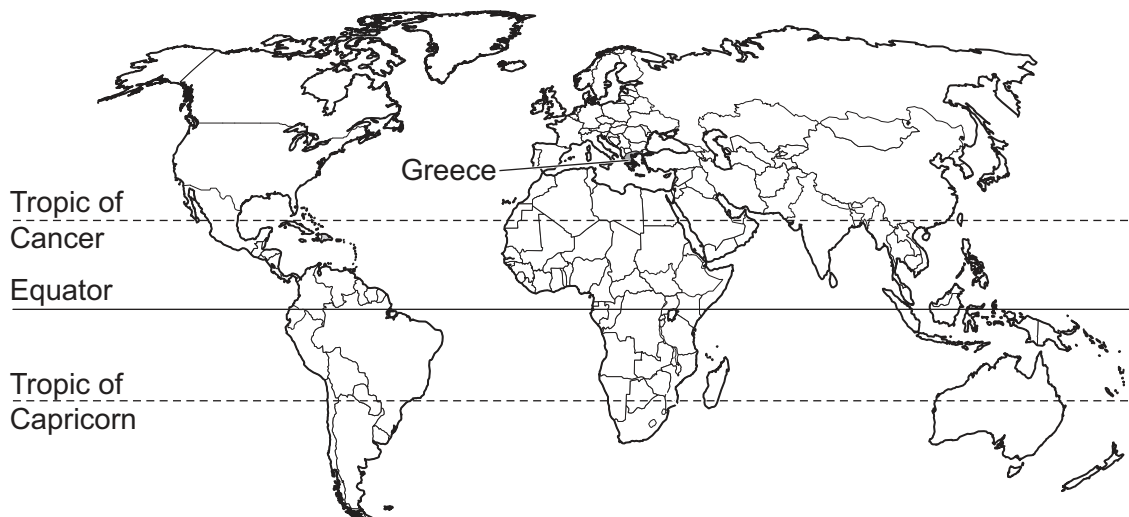 Greece
Tropic of
Cancer
Equator
Tropic of
Capricorn